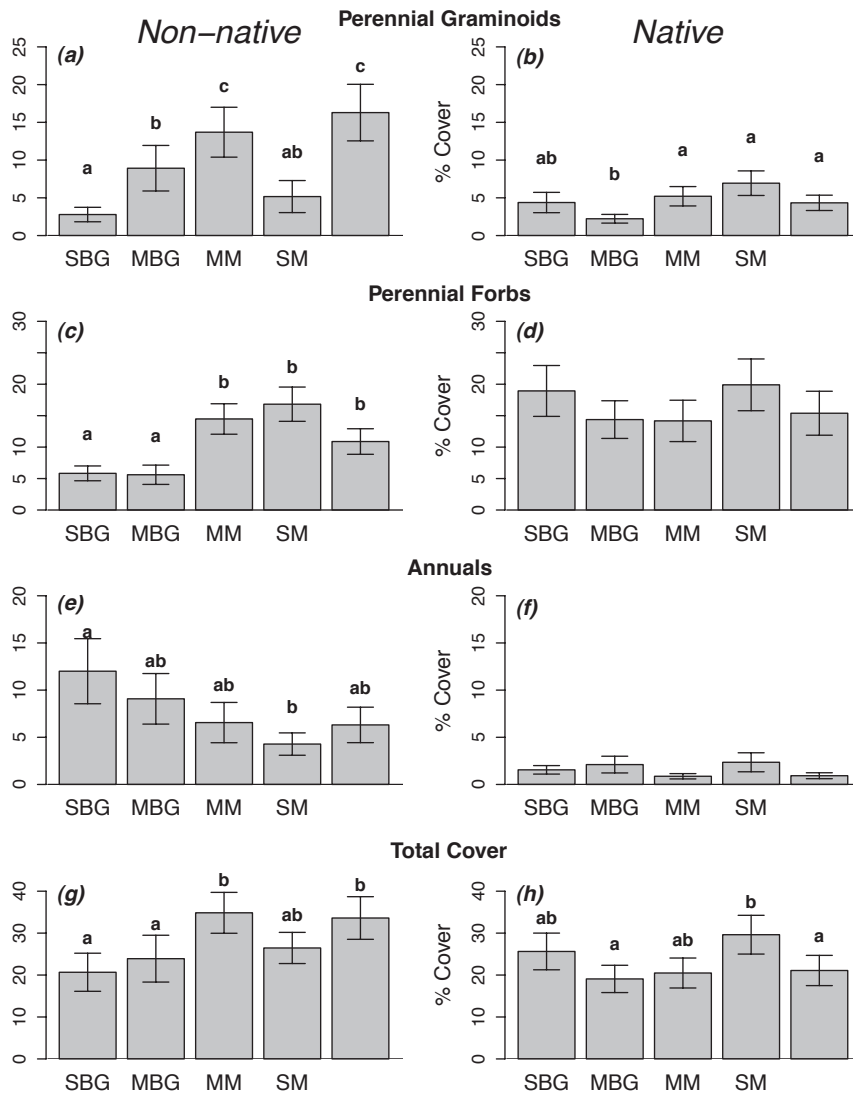 Perennial Graminoids
Non–native Native
(a) (b)
25 20 15 10 5 0
a b c ab c
SBG MBG MM SM
% Cover
25 20 15 10 5 0
ab b a a a
SBG MBG MM SM
Perennial Forbs
(c) (d)
30 20 10 5 0
a a b b b
SBG MBG MM SM
% Cover
30 20 10 5 0
SBG MBG MM SM
Annuals
(e) (f)
20 15 10 5 0
a ab ab b ab
SBG MBG MM SM
% Cover
20 15 10 5 0
SBG MBG MM SM
Total Cover
(g) (h)
40 30 20 10 0
a a b ab b
SBG MBG MM SM
% Cover
40 30 20 10 0
ab a ab b a
SBG MBG MM SM